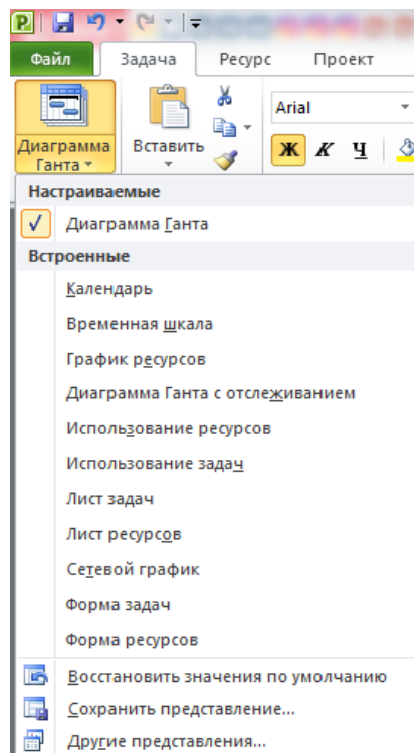 Файл Задача Ресурс Проект
Диаграмма Ганта Вставить Arial Ж К Ч
Настраиваемые
Диаграмма Ганта
Встроенные
Календарь
Временная шкала
График ресурсов
Диаграмма Ганта с отслеживанием
Использование ресурсов
Использование задач
Лист задач
Лист ресурсов
Сетевой график
Форма задач
Форма ресурсов
Восстановить значения по умолчанию
Сохранить представление...
Другие представления...